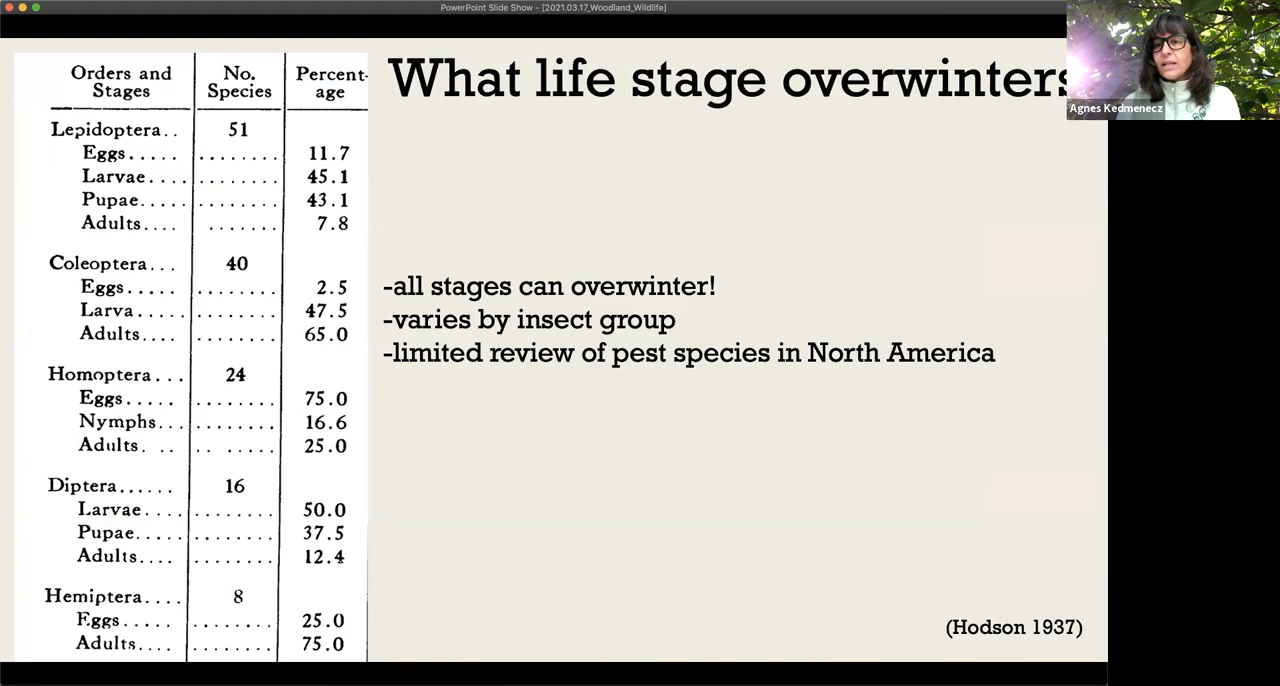 PowerPoint Slide Show - [2021.03.17_Woodland_Wildlife]
What life stage overwinters
Agnes Kedmenecz
Orders and Stages No. Species Percent-age
Lepidoptera.. 51
Eggs..... ........ 11.7
Larvae.... ........ 45.1
Pupae..... ........ 43.1
Adults.... ....... 7.8
Coleoptera... 40
Eggs..... ........ 2.5
Larva..... ........ 47.5
Adults.... ........ 65.0
Homoptera... 24
Eggs..... ........ 75.0
Nymphs... ........ 16.6
Adults. .. .. ..... 25.0
Diptera...... 16
Larvae.... ........ 50.0
Pupae..... ........ 37.5
Adults.... ........ 12.4
Hemiptera.... 8
Eggs..... ........ 25.0
Adults.... ........ 75.0
-all stages can overwinter!
-varies by insect group
-limited review of pest species in North America
(Hodson 1937)